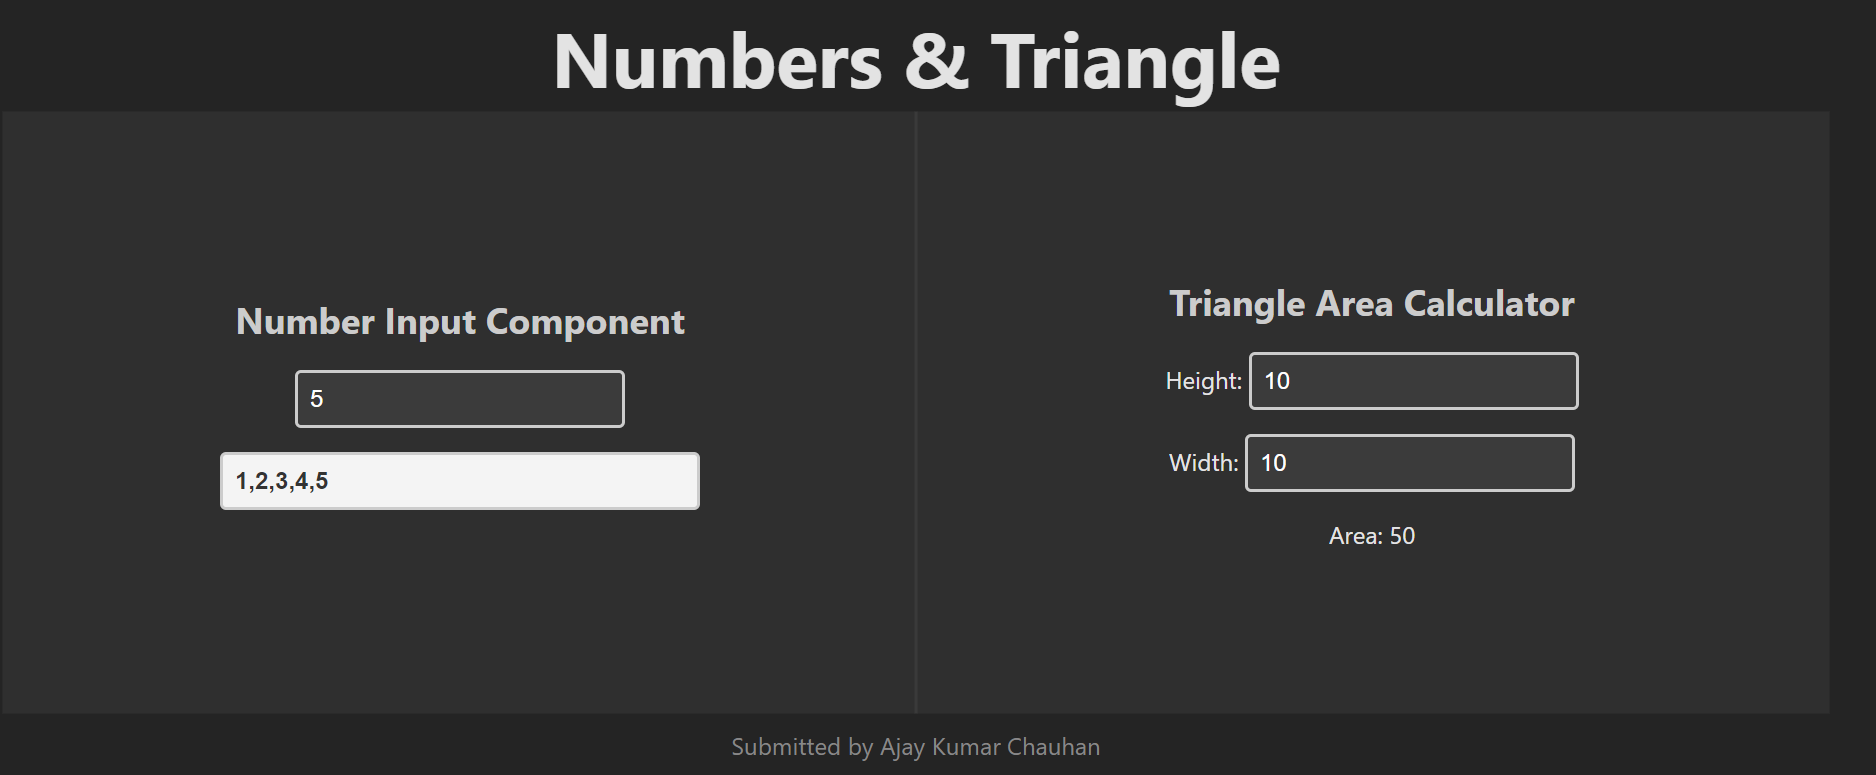 Numbers & Triangle
Number Input Component
5
1,2,3,4,5
Triangle Area Calculator
Height: 10
Width: 10
Area: 50
Submitted by Ajay Kumar Chauhan